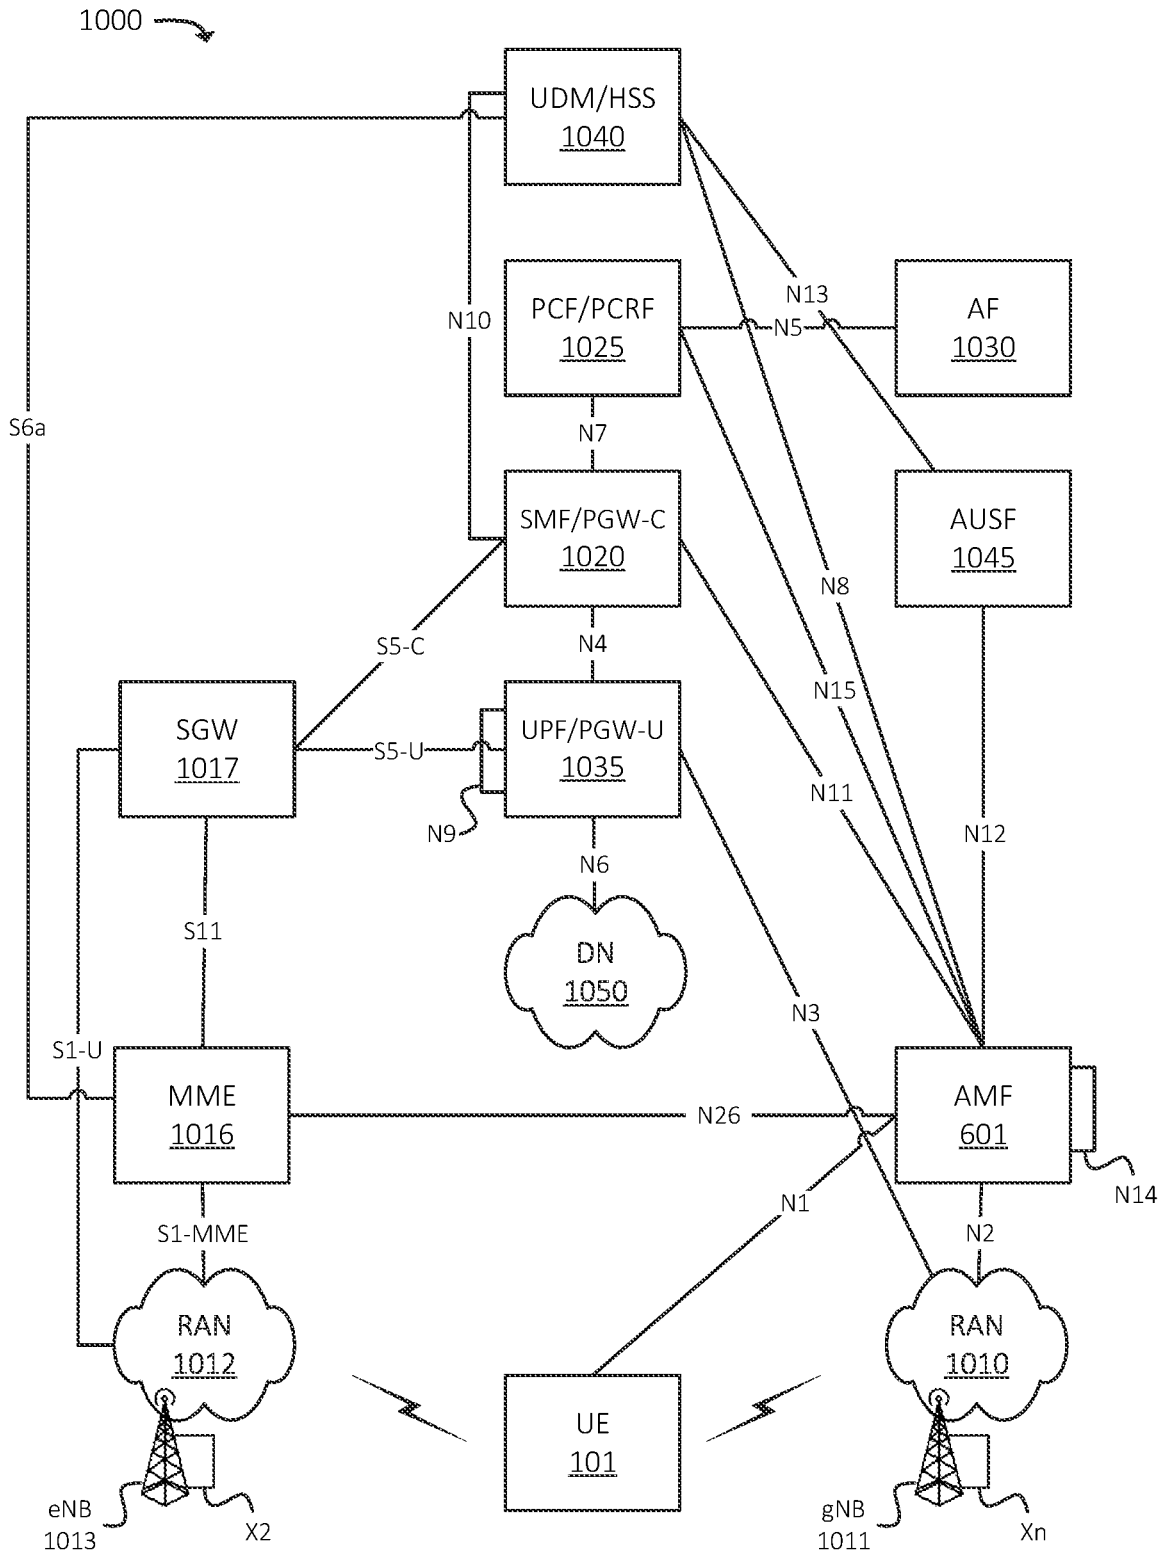 1000
UDM/HSS
1040
N13
PCF/PCRF
1025
N10
N5
AF
1030
S6a
N7
SMF/PGW-C
1020
AUSF
1045
N8
S5-C
N4
N15
SGW
1017
S5-U
UPF/PGW-U
1035
N11
N9
N12
N6
S11
DN
1050
N3
S1-U
MME
1016
N26
AMF
601
N14
N1
S1-MME
N2
RAN
1012
RAN
1010
UE
101
eNB
1013
X2
gNB
1011
Xn